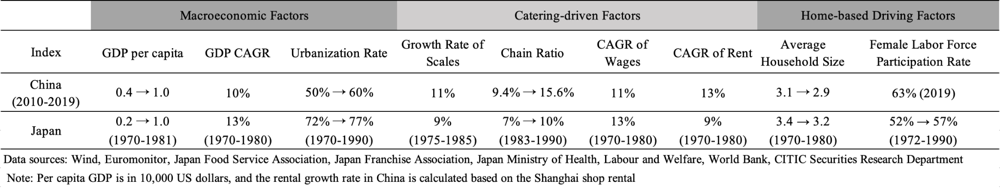 Macroeconomic Factors Catering-driven Factors Home-based Driving Factors
Index GDP per capita GDP CAGR Urbanization Rate Growth Rate of Scales Chain Ratio CAGR of Wages CAGR of Rent Average Household Size Female Labor Force Participation Rate
China (2010-2019) 0.4 → 1.0 10% 50% → 60% 11% 9.4% → 15.6% 11% 13% 3.1 → 2.9 63% (2019)
Japan 0.2 → 1.0 (1970-1981) 13% (1970-1980) 72% → 77% (1970-1990) 9% (1975-1985) 7% → 10% (1983-1990) 13% (1970-1980) 9% (1970-1980) 3.4 → 3.2 (1970-1980) 52% → 57% (1972-1990)
Data sources: Wind, Euromonitor, Japan Food Service Association, Japan Franchise Association, Japan Ministry of Health, Labour and Welfare, World Bank, CITIC Securities Research Department
Note: Per capita GDP is in 10,000 US dollars, and the rental growth rate in China is calculated based on the Shanghai shop rental